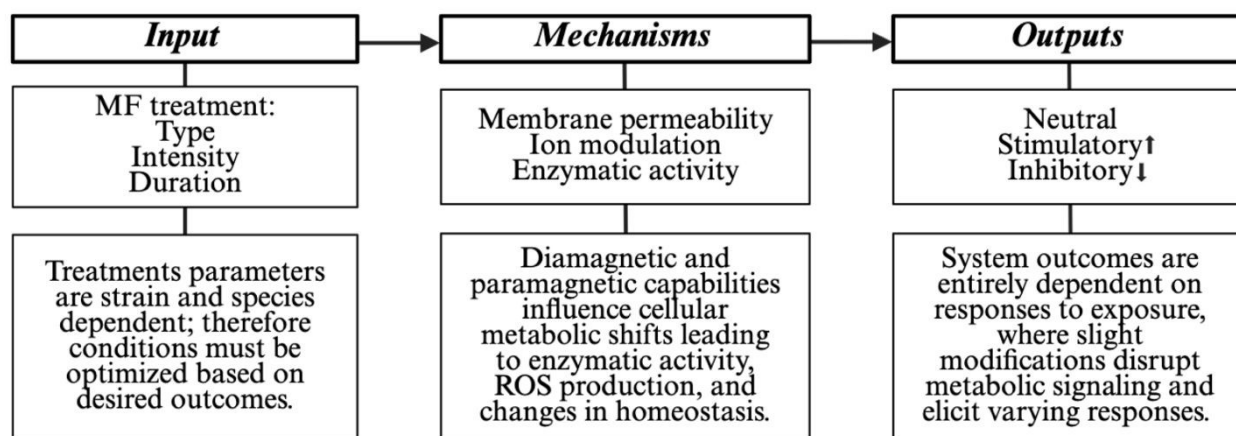 Input
MF treatment:
Type
Intensity
Duration
Treatments parameters
are strain and species
dependent; therefore
conditions must be
optimized based on
desired outcomes.
Mechanisms
Membrane permeability
Ion modulation
Enzymatic activity
Diamagnetic and
paramagnetic capabilities
influence cellular
metabolic shifts leading
to enzymatic activity,
ROS production, and
changes in homeostasis.
Outputs
Neutral
Stimulatory⬆
Inhibitory⬇
System outcomes are
entirely dependent on
responses to exposure,
where slight
modifications disrupt
metabolic signaling and
elicit varying responses.